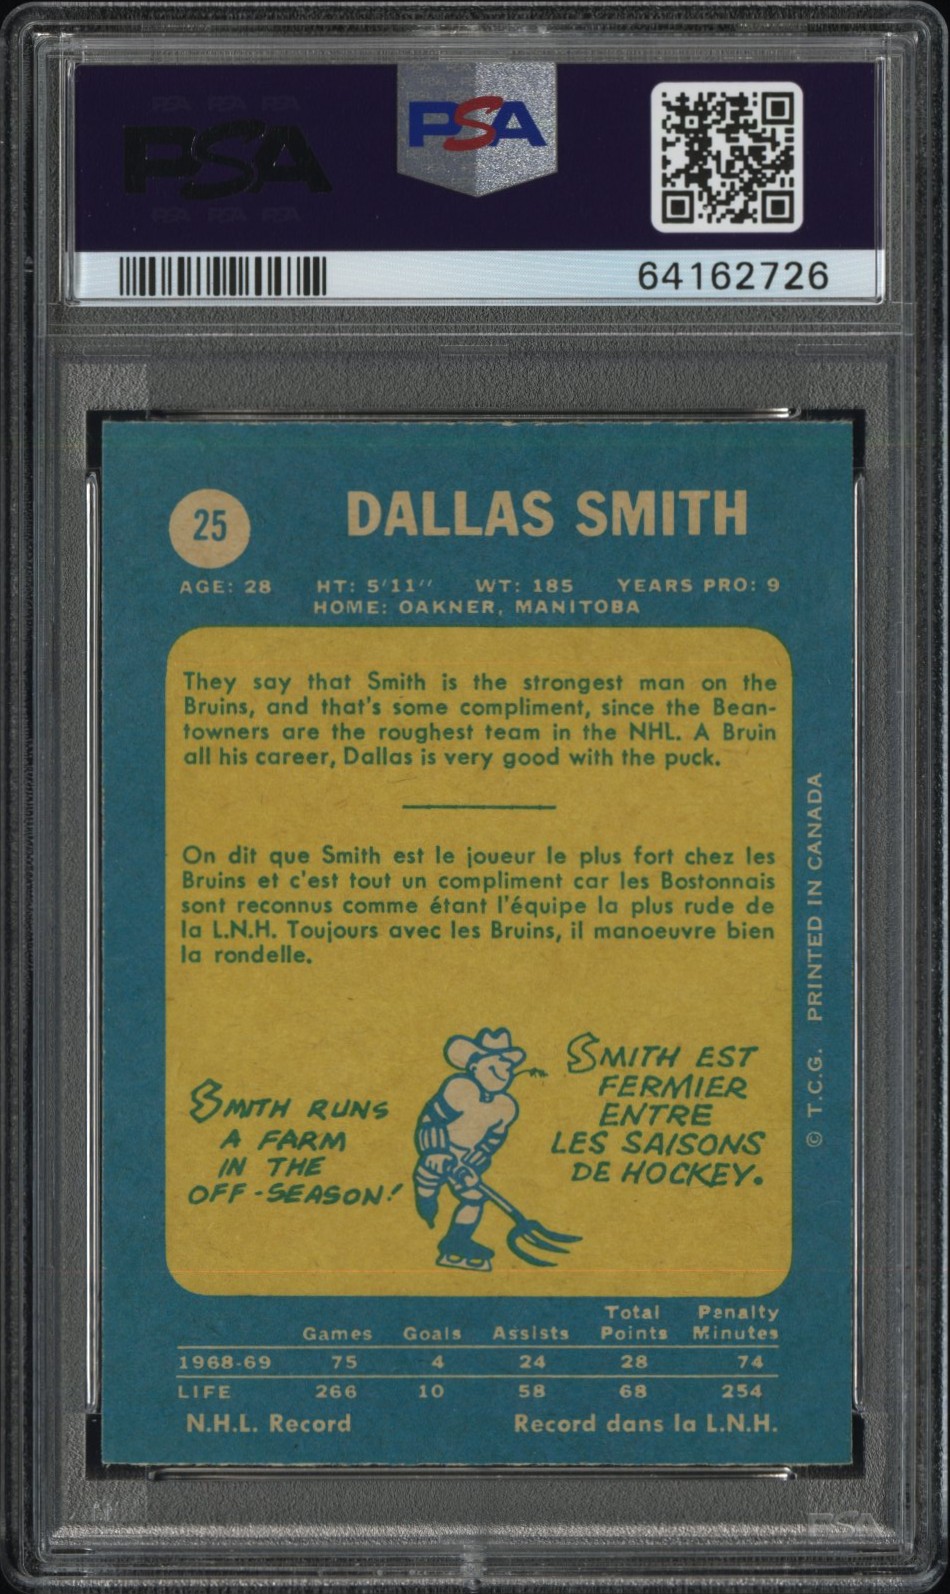 PSA PSA PSA
PSA
PSA PSA PSA
PSA
64162726
25
DALLAS SMITH
AGE: 28 HT: 5'11" WT: 185 YEARS PRO: 9
HOME: OAKNER, MANITOBA
They say that Smith is the strongest man on the
Bruins, and that's some compliment, since the Bean-
towners are the roughest team in the NHL. A Bruin
all his career, Dallas is very good with the puck.
On dit que Smith est le joueur le plus fort chez les
Bruins et c'est tout un compliment car les Bostonnais
sont reconnus comme étant l'équipe la plus rude de
la L.N.H. Toujours avec les Bruins, il manoeuvre bien
la rondelle.
SMITH RUNS
A FARM
IN THE
OFF-SEASON!
SMITH EST
FERMIER
ENTRE
LES SAISONS
DE HOCKEY.
© T.C.G. PRINTED IN CANADA
Games Goals Assists Total Points Penalty Minutes
1968-69 75 4 24 28 74
LIFE 266 10 58 68 254
N.H.L. Record Record dans la L.N.H.
PSA